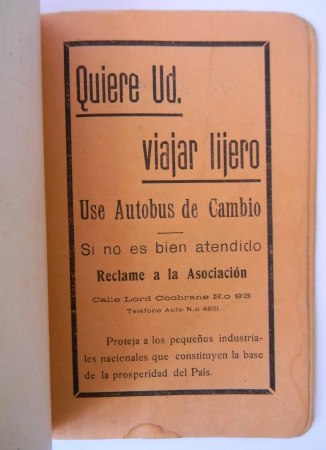 Quiere Ud.
viajar lijero
Use Autobus de Cambio
Si no es bien atendido
Reclame a la Asociación
Calle Lord Cochrane N.o 93
Teléfono Auto N.o 4831
Proteja a los pequeños industria-
les nacionales que constituyen la base
de la prosperidad del País.